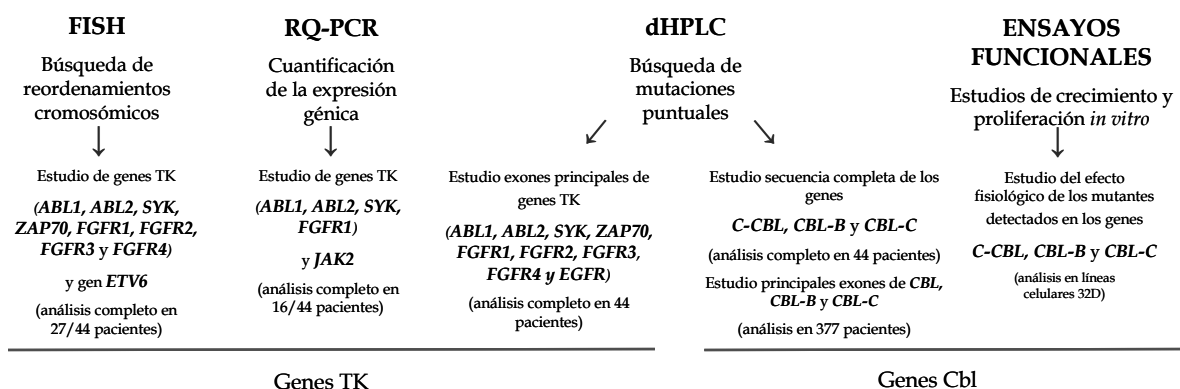 FISH
Búsqueda de
reordenamientos
cromosómicos
Estudio de genes TK
(ABL1, ABL2, SYK,
ZAP70, FGFR1, FGFR2,
FGFR3 y FGFR4)
y gen ETV6
(análisis completo en
27/44 pacientes)
RQ-PCR
Cuantificación
de la expresión
génica
Estudio de genes TK
(ABL1, ABL2, SYK,
FGFR1)
y JAK2
(análisis completo en
16/44 pacientes)
dHPLC
Búsqueda de
mutaciones
puntuales
Estudio exones principales de
genes TK
(ABL1, ABL2, SYK, ZAP70,
FGFR1, FGFR2, FGFR3,
FGFR4 y EGFR)
(análisis completo en 44
pacientes)
Estudio secuencia completa de los
genes
C-CBL, CBL-B y CBL-C
(análisis completo en 44 pacientes)
Estudio principales exones de CBL,
CBL-B y CBL-C
(análisis en 377 pacientes)
ENSAYOS
FUNCIONALES
Estudios de crecimiento y
proliferación in vitro
Estudio del efecto
fisiológico de los mutantes
detectados en los genes
C-CBL, CBL-B y CBL-C
(análisis en líneas
celulares 32D)
Genes TK
Genes Cbl